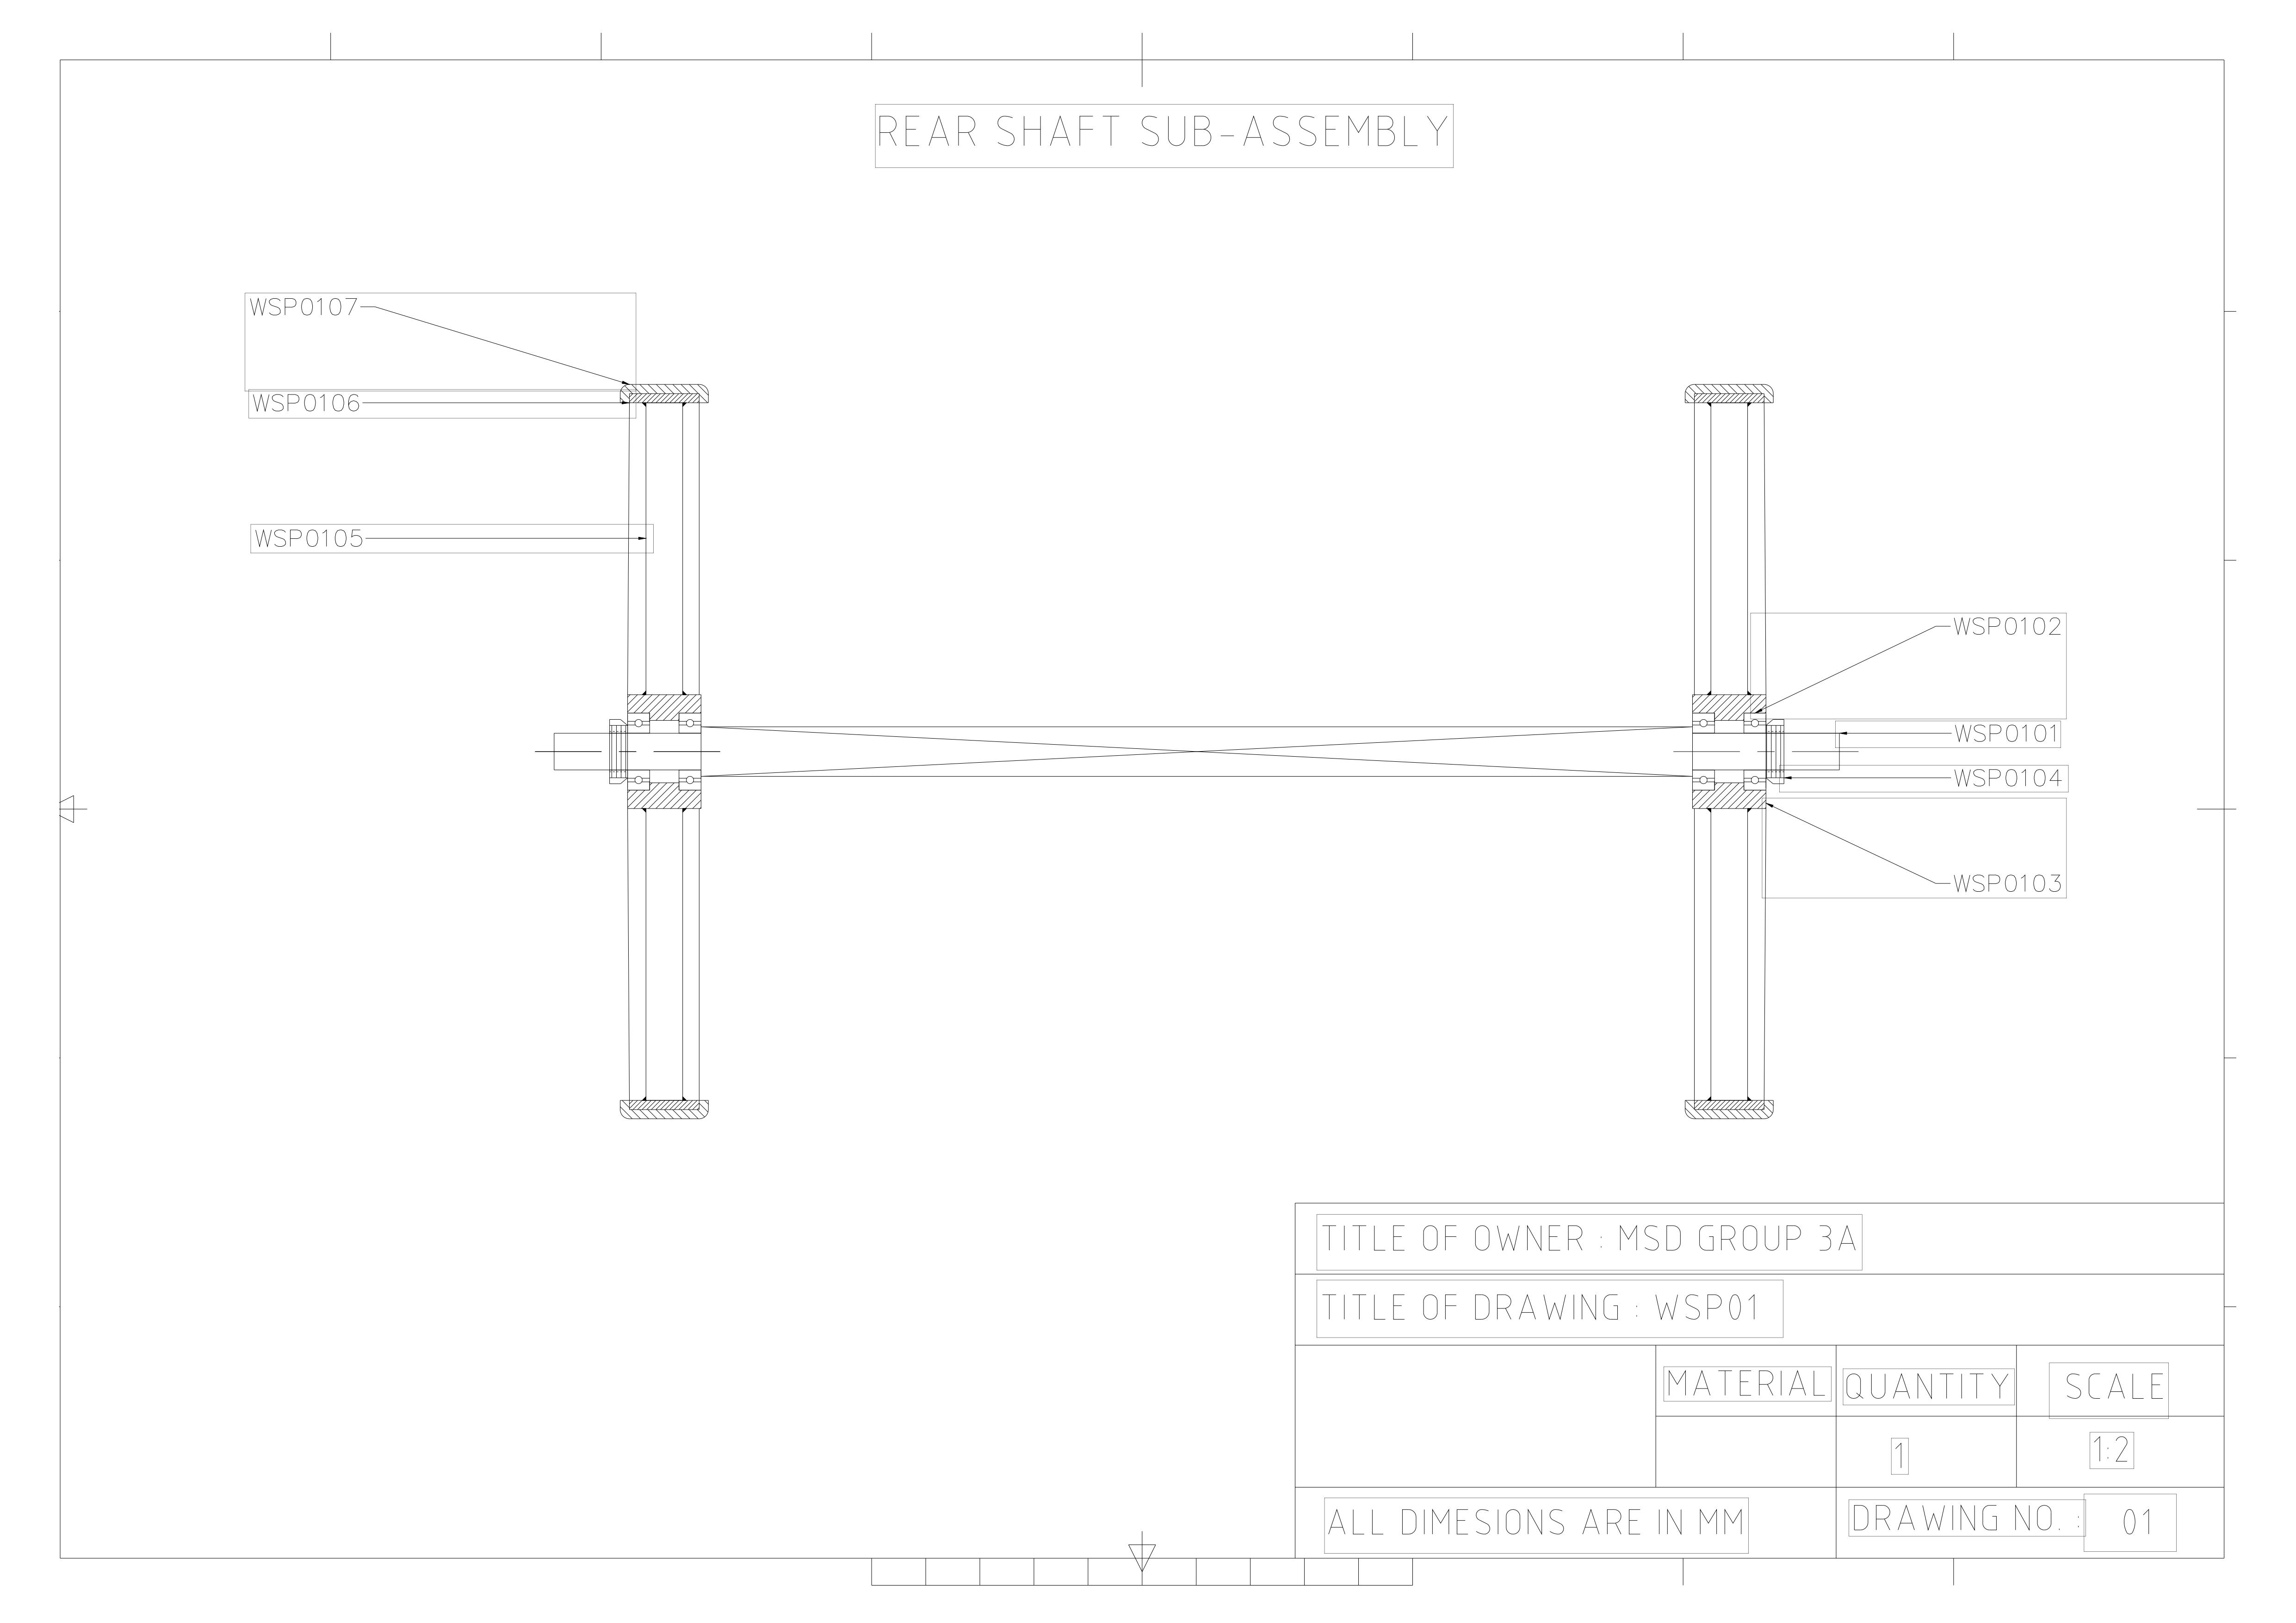 REAR SHAFT SUB-ASSEMBLY
WSP0107
WSP0106
WSP0105
WSP0102
WSP0101
WSP0104
WSP0103
TITLE OF OWNER : MSD GROUP 3A
TITLE OF DRAWING : WSP01
MATERIAL QUANTITY SCALE
1 1:2
ALL DIMESIONS ARE IN MM DRAWING NO. : 01